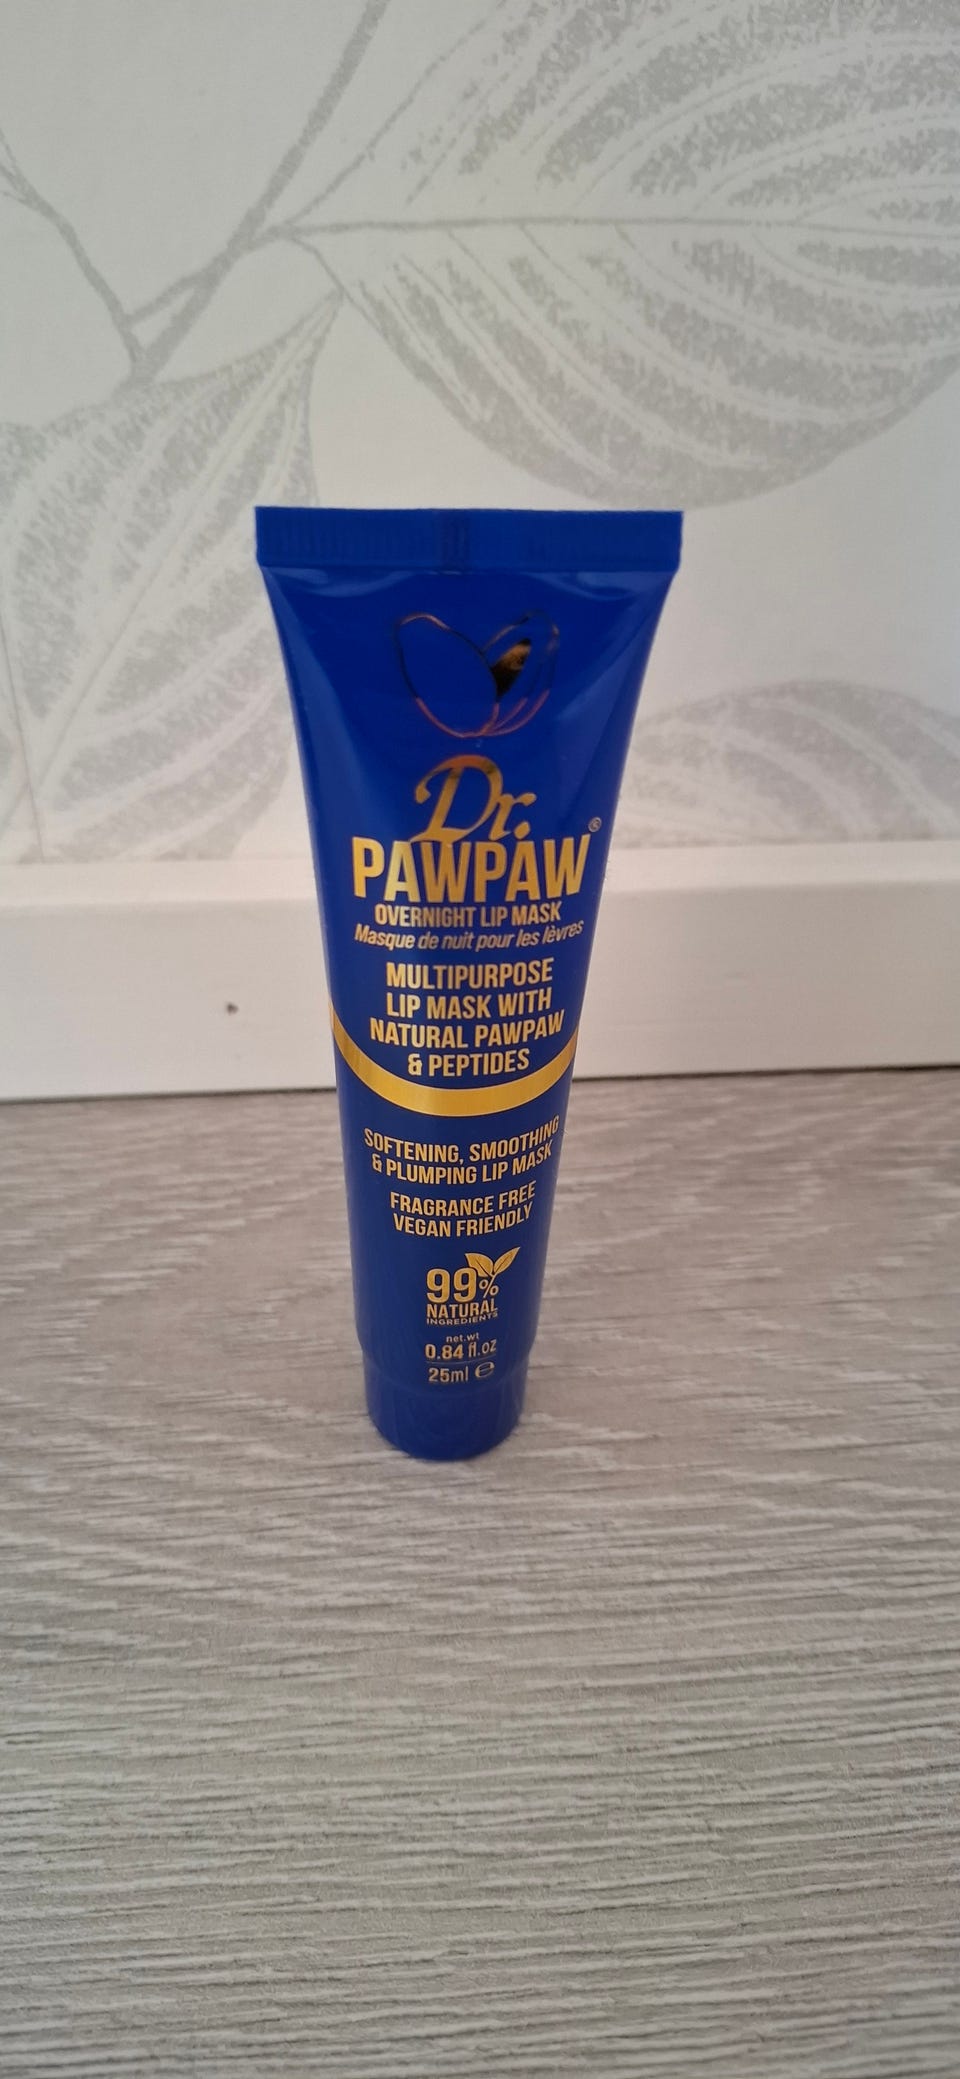 Dr.
PAWPAW®
OVERNIGHT LIP MASK
Masque de nuit pour les lèvres
MULTIPURPOSE
LIP MASK WITH
NATURAL PAWPAW
& PEPTIDES
SOFTENING, SMOOTHING
& PLUMPING LIP MASK
FRAGRANCE FREE
VEGAN FRIENDLY
99%
NATURAL
INGREDIENTS
net.wt
0.84 fl.oz
25ml ℮